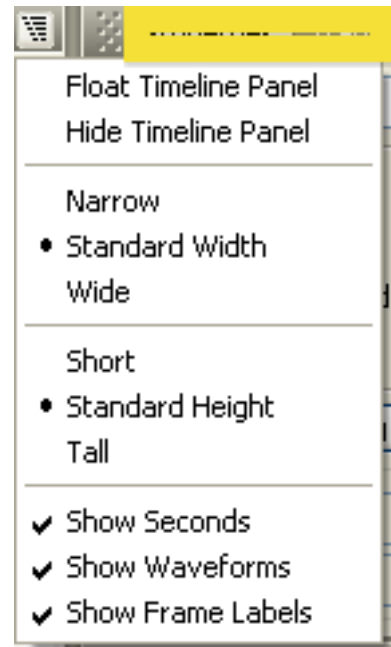 Float Timeline Panel
Hide Timeline Panel
Narrow
• Standard Width
Wide
Short
• Standard Height
Tall
✓ Show Seconds
✓ Show Waveforms
✓ Show Frame Labels